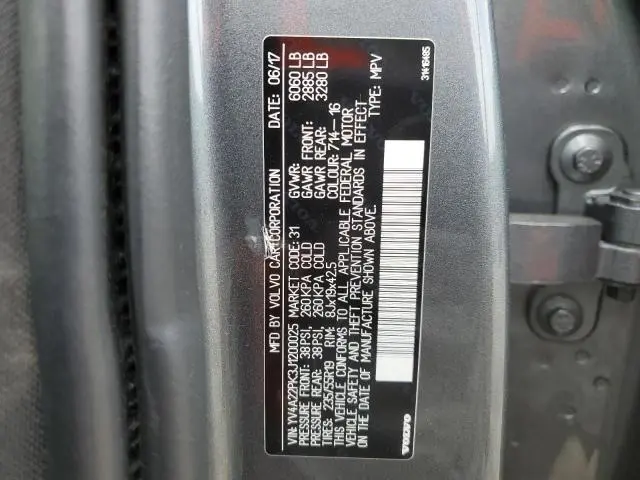 MFD BY VOLVO CAR CORPORATION DATE: 06/17
VIN: YV4A22PK3J1200025 MARKET CODE: 31 GVWR: 6060 LB
PRESSURE FRONT: 38PSI, 260KPA COLD GAWR FRONT: 2885 LB
PRESSURE REAR: 38PSI, 260KPA COLD GAWR REAR: 3280 LB
TIRES: 235/55R19 RIM: 8Jx19x42,5 COLOUR: 714--16
THIS VEHICLE CONFORMS TO ALL APPLICABLE FEDERAL MOTOR
VEHICLE SAFETY AND THEFT PREVENTION STANDARDS IN EFFECT
ON DATE OF MANUFACTURE SHOWN ABOVE.
TYPE: MPV
VOLVO
31416485